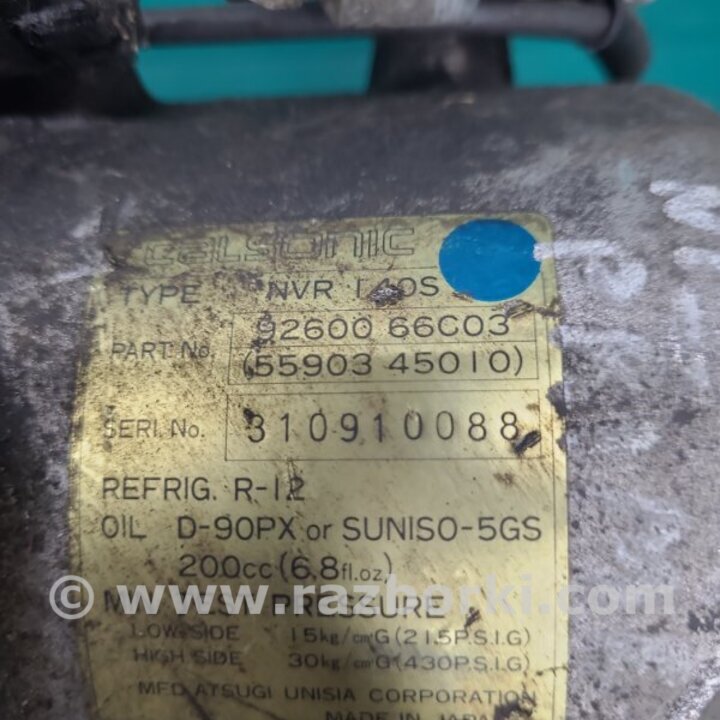 calsonic
TYPE NVR 140S
PART No. 92600 66C03
(55903 45010)
SERI. No. 310910088
REFRIG. R-12
OIL D-90PX or SUNISO-5GS
200cc (6.8fl.oz)
© www.razborki.com
PRESSURE
LOW SIDE 15kg/cm²G (215P.S.I.G)
HIGH SIDE 30kg/cm²G (430P.S.I.G)
MFD. ATSUGI UNISIA CORPORATION
MADE IN JAPAN